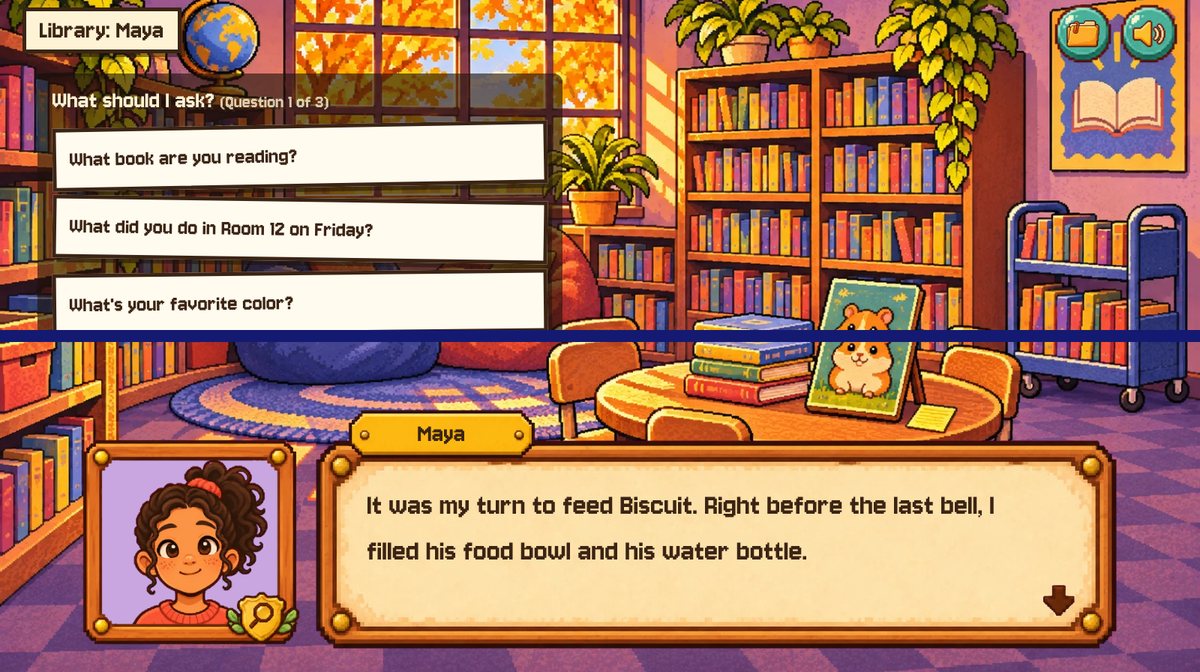 Library: Maya
What should I ask? (Question 1 of 3)
What book are you reading?
What did you do in Room 12 on Friday?
What's your favorite color?
Maya
It was my turn to feed Biscuit. Right before the last bell, I
filled his food bowl and his water bottle.